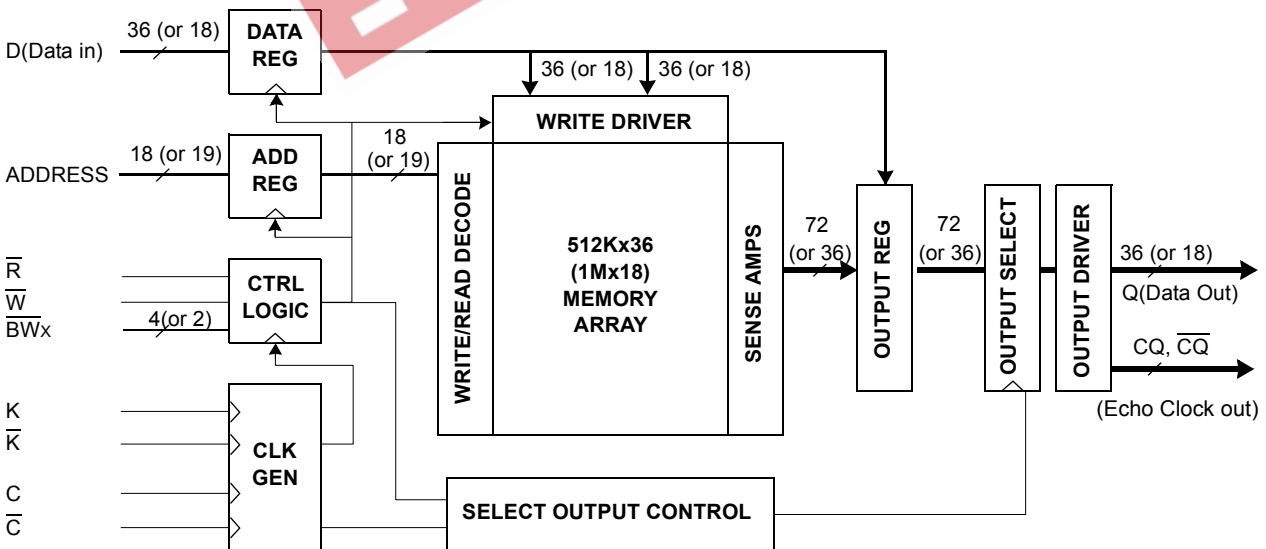 36 (or 18)
D(Data in)
DATA
REG
36 (or 18)
36 (or 18)
WRITE DRIVER
18 (or 19)
ADDRESS
ADD
REG
18
(or 19)
WRITE/READ DECODE
512Kx36
(1Mx18)
MEMORY
ARRAY
SENSE AMPS
72
(or 36)
OUTPUT REG
72
(or 36)
OUTPUT SELECT
OUTPUT DRIVER
36 (or 18)
Q(Data Out)
CQ, C̅Q̅
(Echo Clock out)
R̅
W̅
B̅W̅x
4(or 2)
CTRL
LOGIC
K
K̅
C
C̅
CLK
GEN
SELECT OUTPUT CONTROL